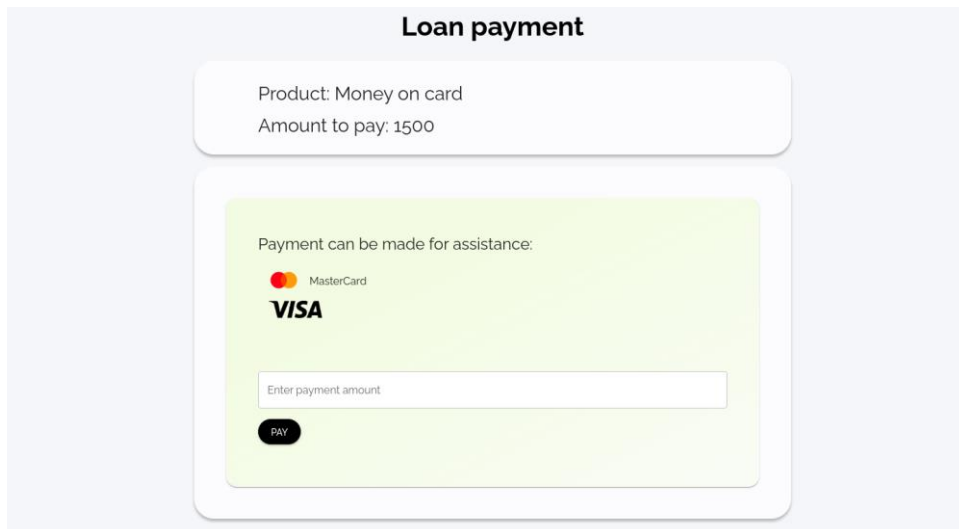 Loan payment
Product: Money on card
Amount to pay: 1500
Payment can be made for assistance:
MasterCard
VISA
Enter payment amount
PAY